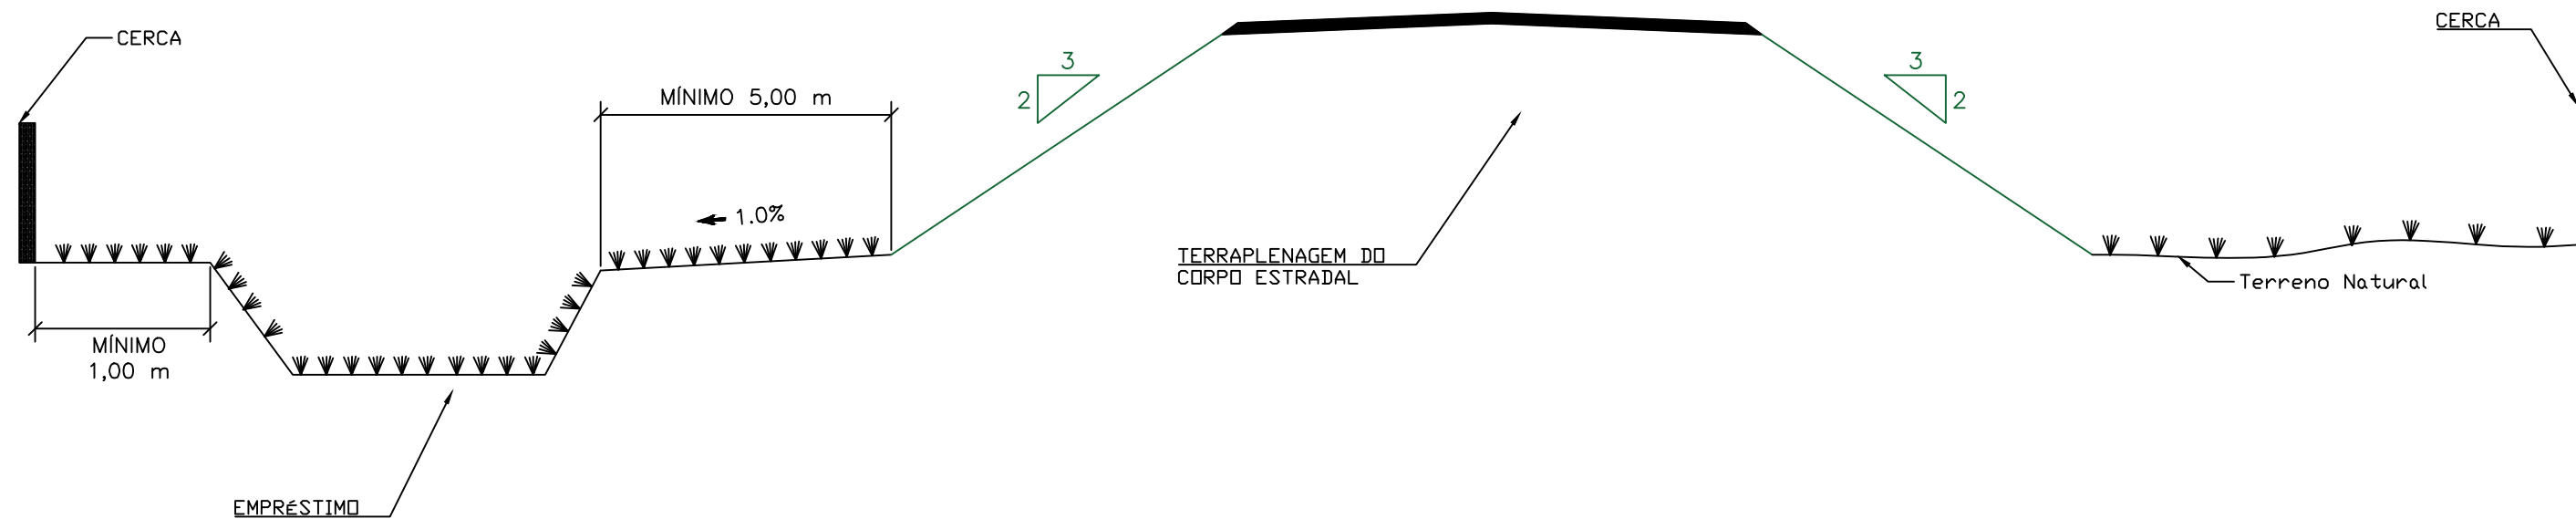 CERCA
CERCA
3
3
MÍNIMO 5,00 m
2
2
1.0%
TERRAPLENAGEM DO
CORPO ESTRADAL
Terreno Natural
MÍNIMO
1,00 m
EMPRéSTIMO